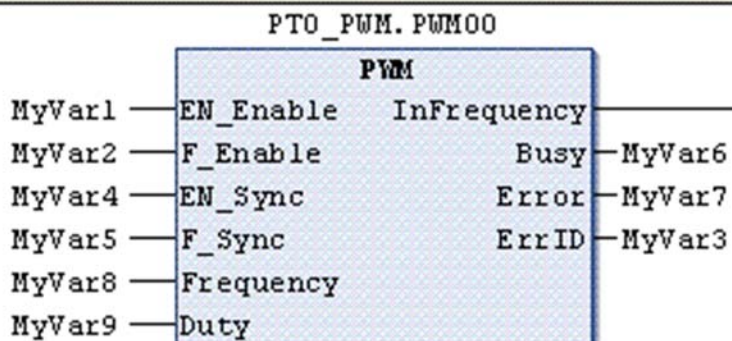 PTO_PWM.PWM00
PWM
MyVar1 EN_Enable InFrequency
MyVar2 F_Enable Busy MyVar6
MyVar4 EN_Sync Error MyVar7
MyVar5 F_Sync ErrID MyVar3
MyVar8 Frequency
MyVar9 Duty